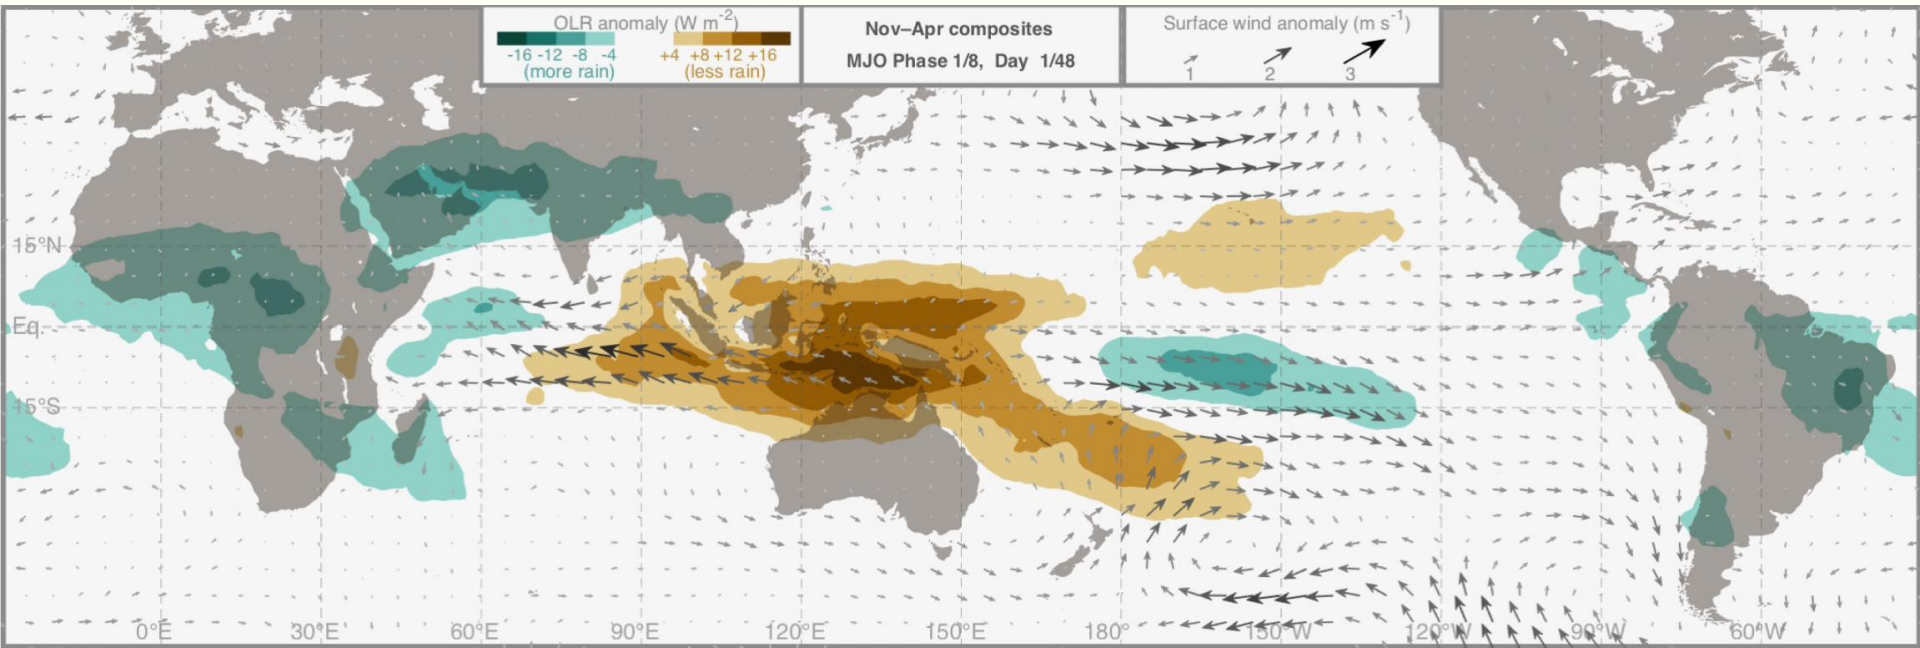 OLR anomaly (W m⁻²)
-16 -12 -8 -4
+4 +8 +12 +16
(more rain)
(less rain)
Nov–Apr composites
MJO Phase 1/8, Day 1/48
Surface wind anomaly (m s⁻¹)
1 2 3
15°N
Eq.
15°S
0°E 30°E 60°E 90°E 120°E 150°E 180° 150°W 120°W 90°W 60°W